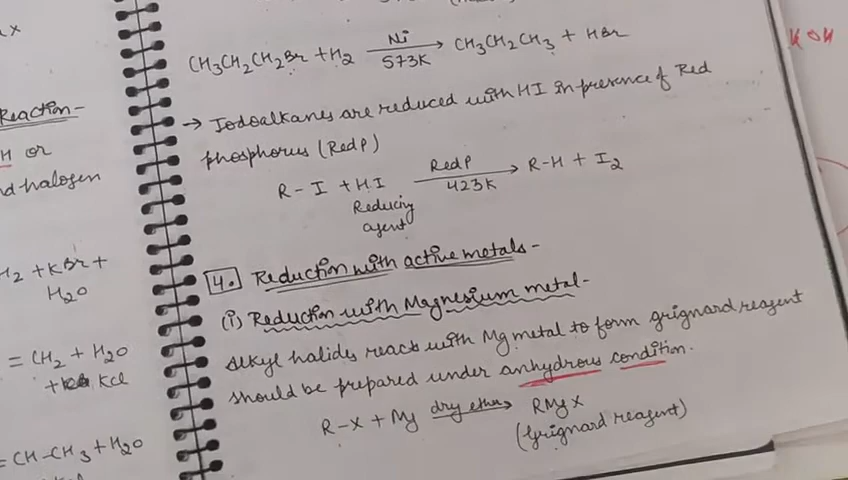 x
Reaction-
H or
nd halogen
H2 + KBr +
H2O
= CH2 + H2O
+ KCl
= CH-CH3 + H2O
CH3CH2CH2Br + H2 Ni 573K → CH3CH2CH3 + HBr
→ Iodoalkanes are reduced with HI in presence of Red
phosphorus (Red P)
R-I + HI Red P 423K → R-H + I2
Reducing
agent
4. Reduction with active metals-
(i) Reduction with Magnesium metal-
Alkyl halides reacts with Mg metal to form grignard reagent
should be prepared under anhydrous condition.
R-X + Mg dry ether → RMgX
(Grignard reagent)
KOH